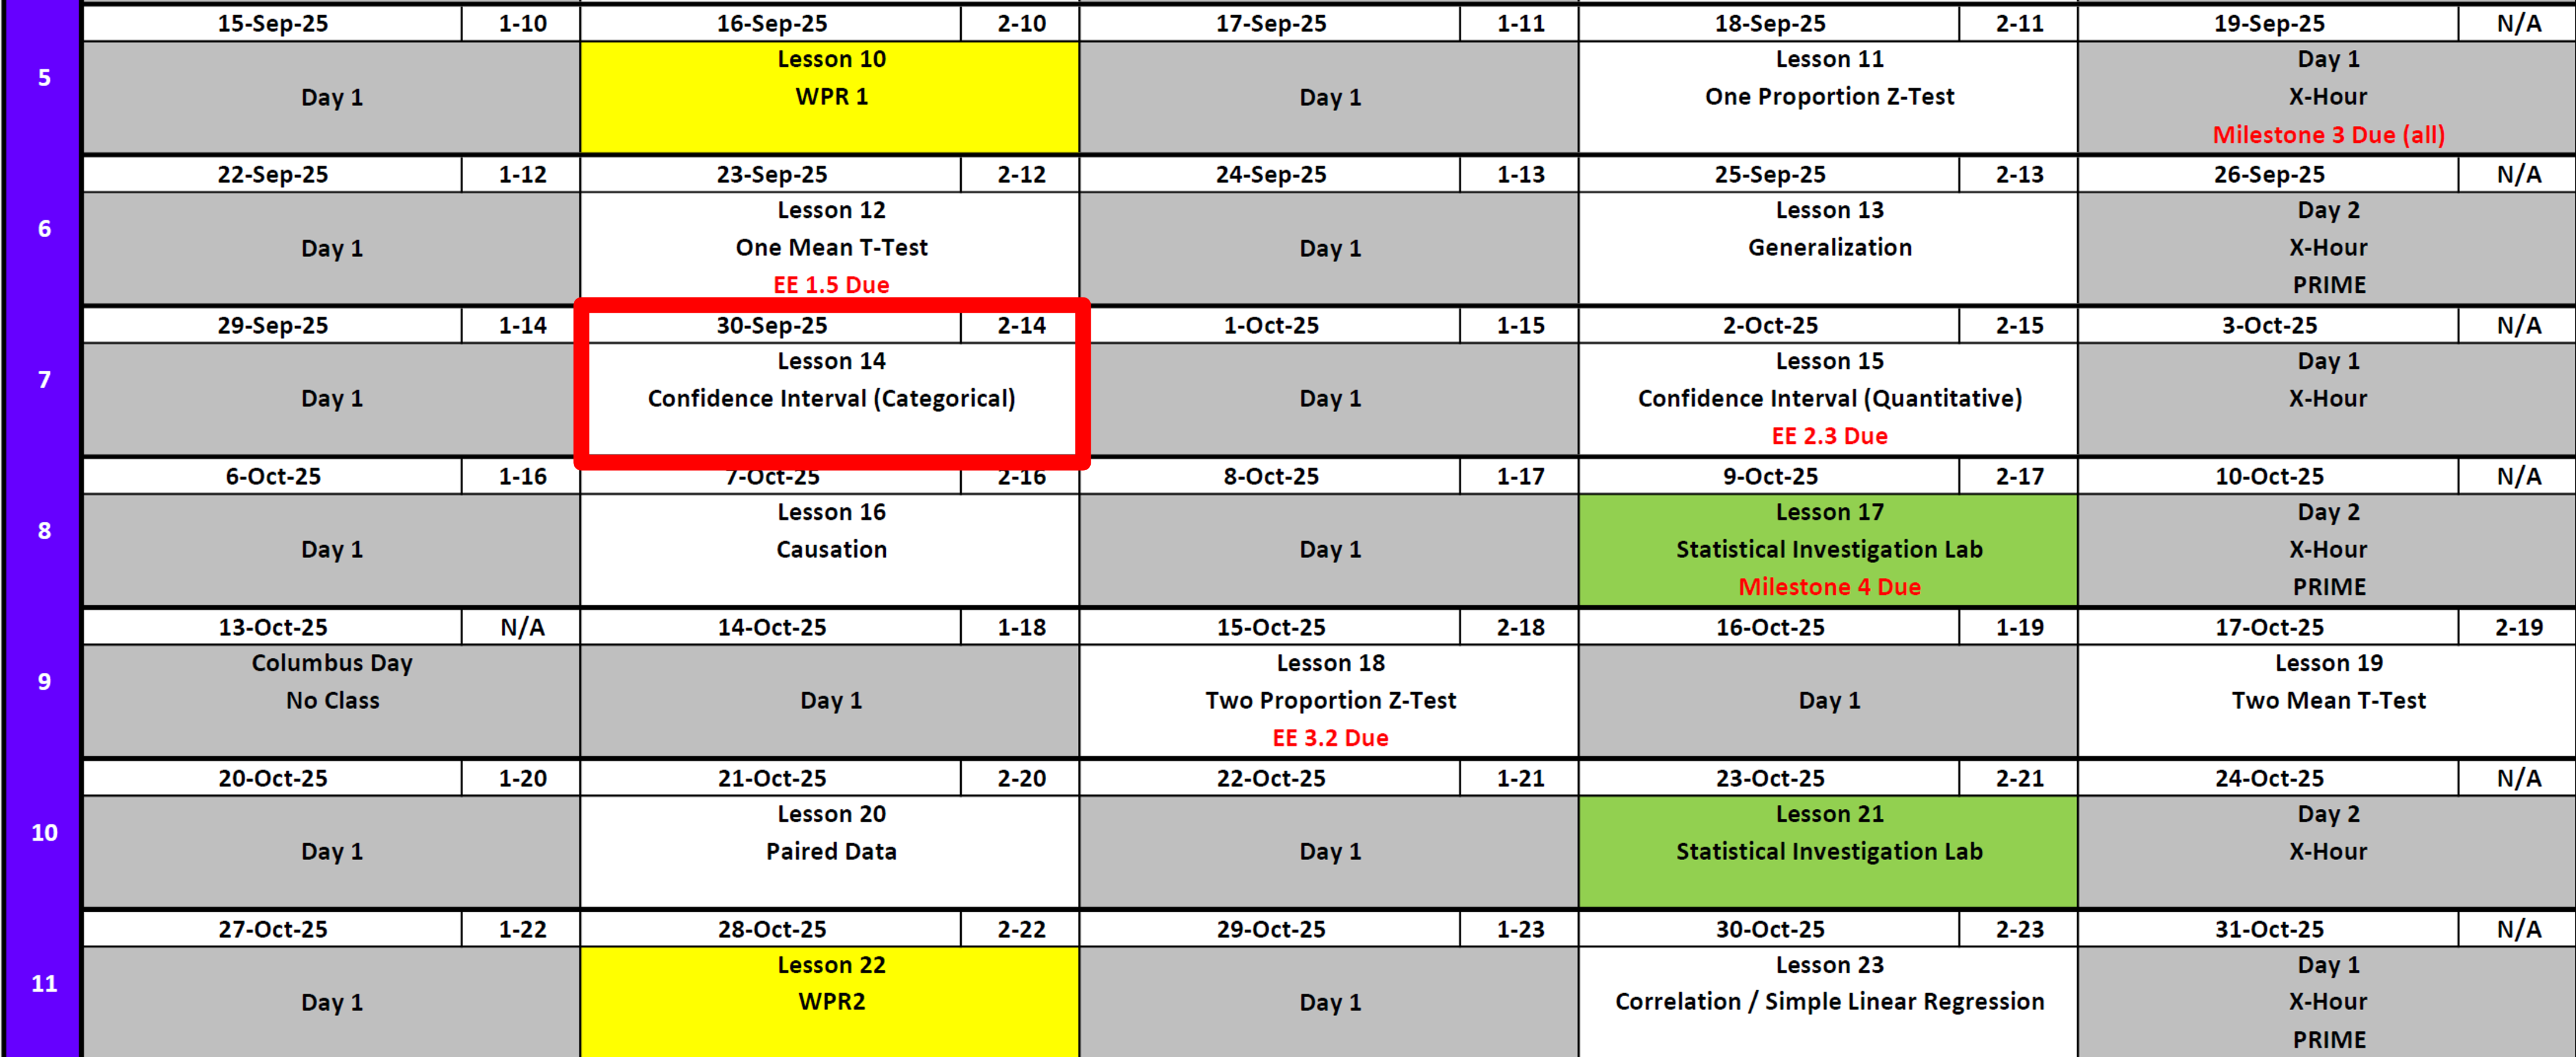 15-Sep-25 1-10 16-Sep-25 2-10 17-Sep-25 1-11 18-Sep-25 2-11 19-Sep-25 N/A
5
Day 1
Lesson 10
WPR 1
Day 1
Lesson 11
One Proportion Z-Test
Day 1
X-Hour
Milestone 3 Due (all)
22-Sep-25 1-12 23-Sep-25 2-12 24-Sep-25 1-13 25-Sep-25 2-13 26-Sep-25 N/A
6
Day 1
Lesson 12
One Mean T-Test
EE 1.5 Due
Day 1
Lesson 13
Generalization
Day 2
X-Hour
PRIME
29-Sep-25 1-14 30-Sep-25 2-14 1-Oct-25 1-15 2-Oct-25 2-15 3-Oct-25 N/A
7
Day 1
Lesson 14
Confidence Interval (Categorical)
Day 1
Lesson 15
Confidence Interval (Quantitative)
EE 2.3 Due
Day 1
X-Hour
6-Oct-25 1-16 7-Oct-25 2-16 8-Oct-25 1-17 9-Oct-25 2-17 10-Oct-25 N/A
8
Day 1
Lesson 16
Causation
Day 1
Lesson 17
Statistical Investigation Lab
Milestone 4 Due
Day 2
X-Hour
PRIME
13-Oct-25 N/A 14-Oct-25 1-18 15-Oct-25 2-18 16-Oct-25 1-19 17-Oct-25 2-19
9
Columbus Day
No Class
Day 1
Lesson 18
Two Proportion Z-Test
EE 3.2 Due
Day 1
Lesson 19
Two Mean T-Test
20-Oct-25 1-20 21-Oct-25 2-20 22-Oct-25 1-21 23-Oct-25 2-21 24-Oct-25 N/A
10
Day 1
Lesson 20
Paired Data
Day 1
Lesson 21
Statistical Investigation Lab
Day 2
X-Hour
27-Oct-25 1-22 28-Oct-25 2-22 29-Oct-25 1-23 30-Oct-25 2-23 31-Oct-25 N/A
11
Day 1
Lesson 22
WPR2
Day 1
Lesson 23
Correlation / Simple Linear Regression
Day 1
X-Hour
PRIME